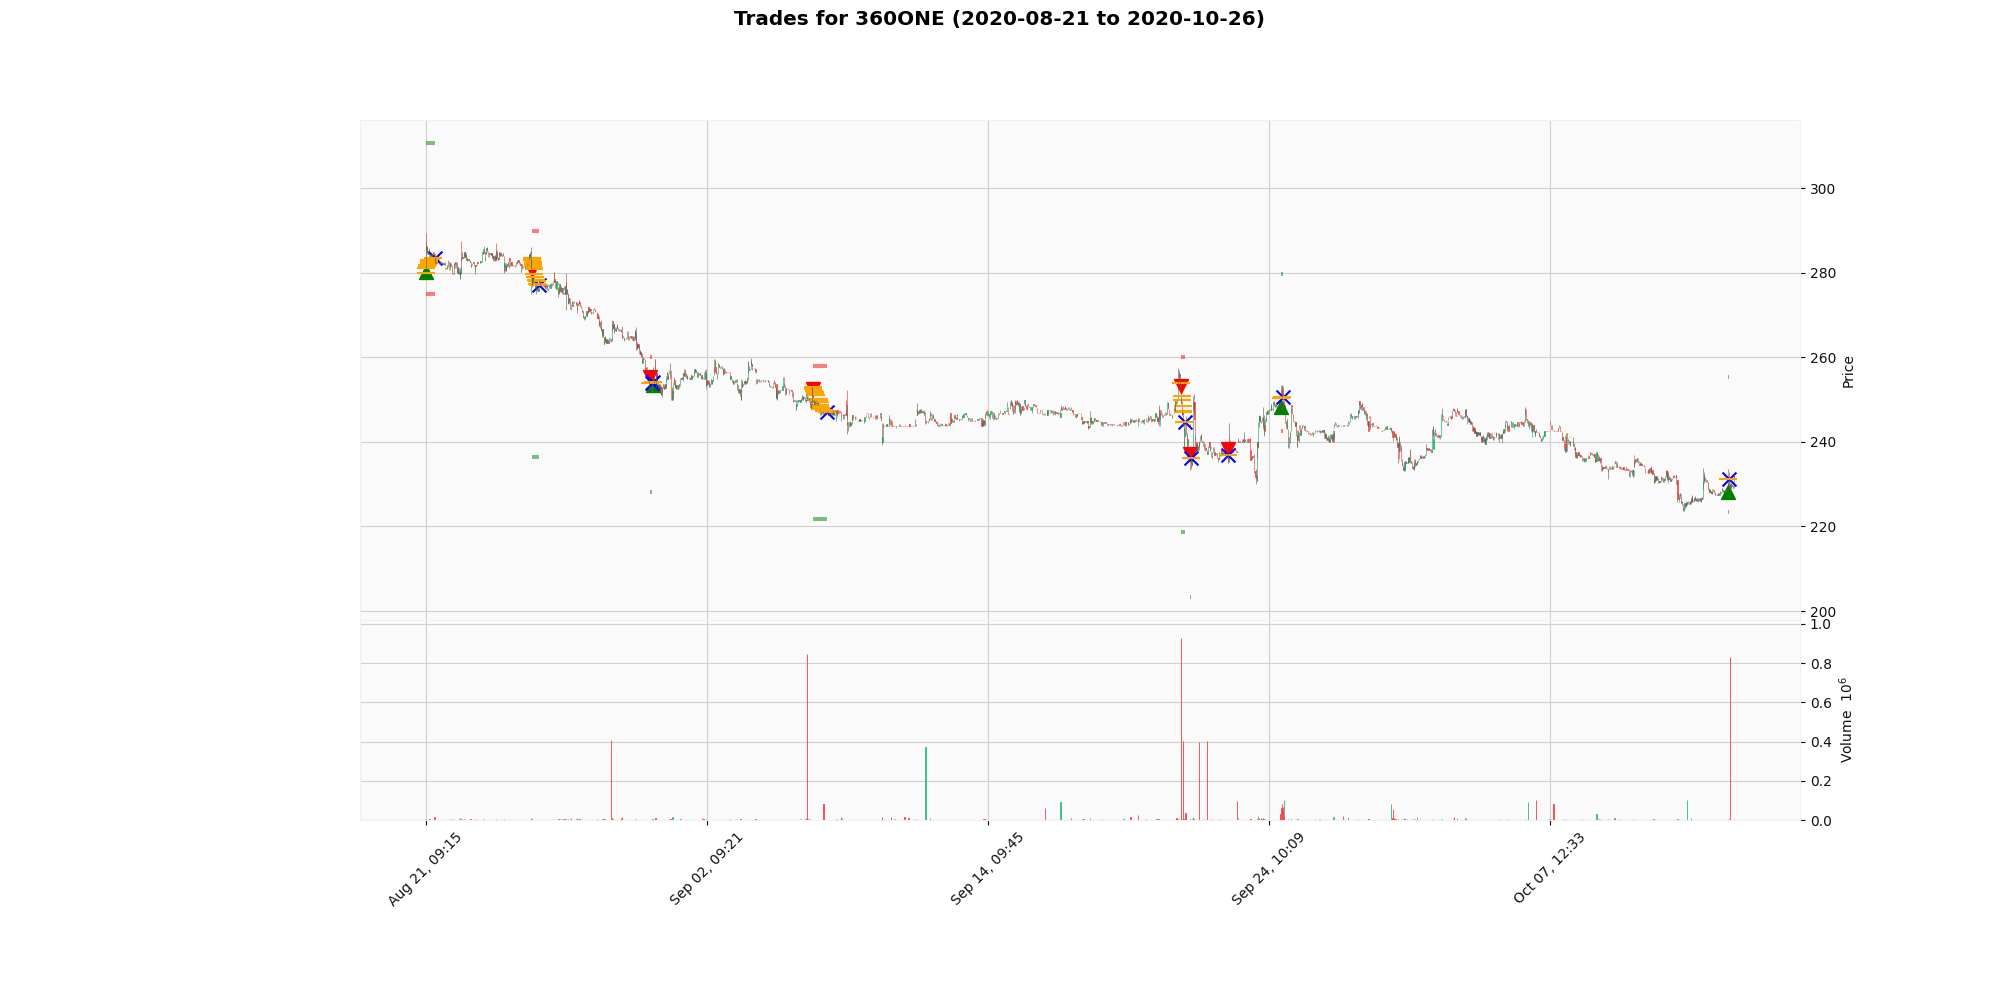 Trades for 360ONE (2020-08-21 to 2020-10-26)
300
280
260
240
220
200
Price
1.0
0.8
0.6
0.4
0.2
0.0
Volume 10^6
Aug 21, 09:15
Sep 02, 09:21
Sep 14, 09:45
Sep 24, 10:09
Oct 07, 12:33